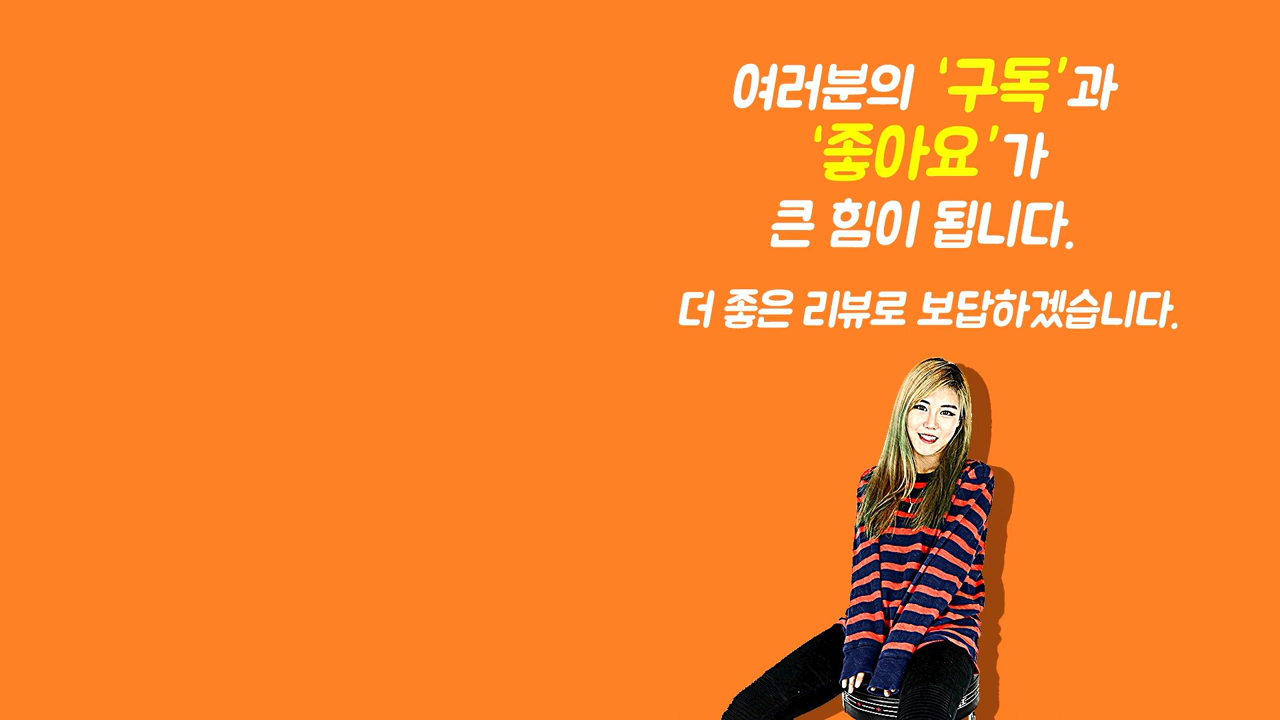 여러분의 '구독'과
'좋아요'가
큰 힘이 됩니다.
더 좋은 리뷰로 보답하겠습니다.